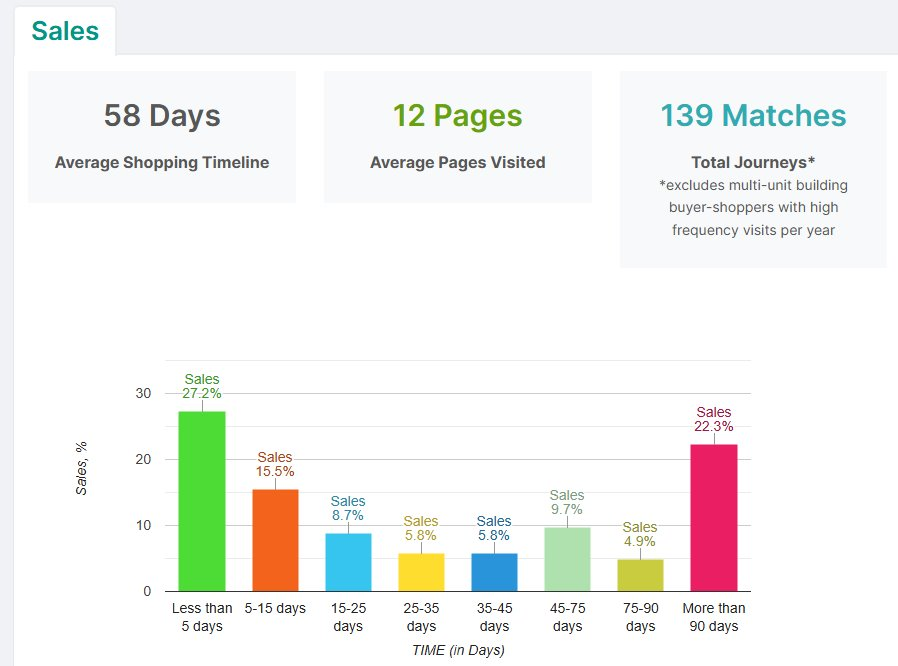 Sales
58 Days
Average Shopping Timeline
12 Pages
Average Pages Visited
139 Matches
Total Journeys*
*excludes multi-unit building
buyer-shoppers with high
frequency visits per year
Sales, %
30
20
10
0
Sales
27.2%
Sales
15.5%
Sales
8.7%
Sales
5.8%
Sales
5.8%
Sales
9.7%
Sales
4.9%
Sales
22.3%
Less than
5 days
5-15 days
15-25
days
25-35
days
35-45
days
45-75
days
75-90
days
More than
90 days
TIME (in Days)